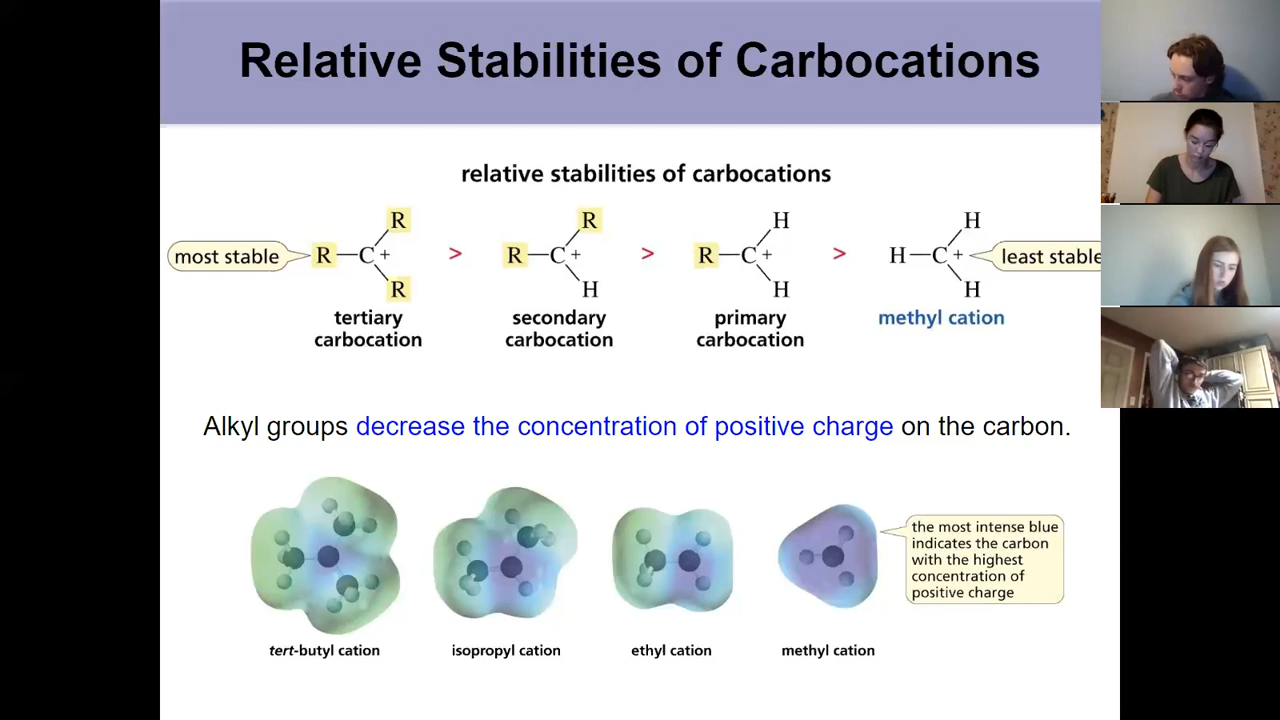 Relative Stabilities of Carbocations
relative stabilities of carbocations
R R H H
most stable R C + > R C + > R C + > H C + least stable
R H H H
tertiary carbocation
secondary carbocation
primary carbocation
methyl cation
Alkyl groups decrease the concentration of positive charge on the carbon.
the most intense blue
indicates the carbon
with the highest
concentration of
positive charge
tert-butyl cation isopropyl cation ethyl cation methyl cation